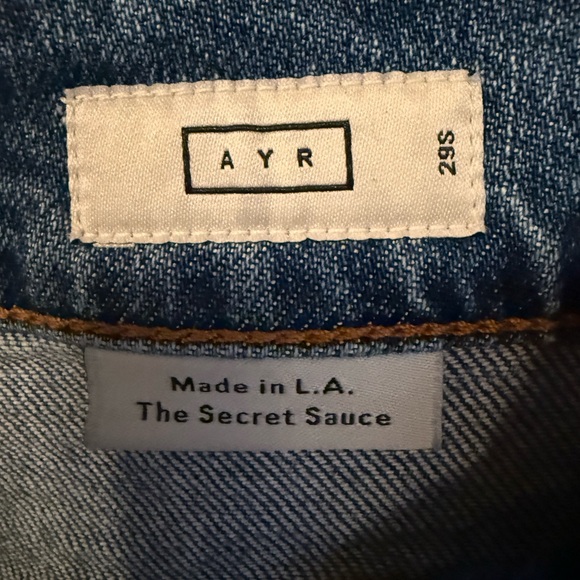 AYR
29S
Made in L.A.
The Secret Sauce